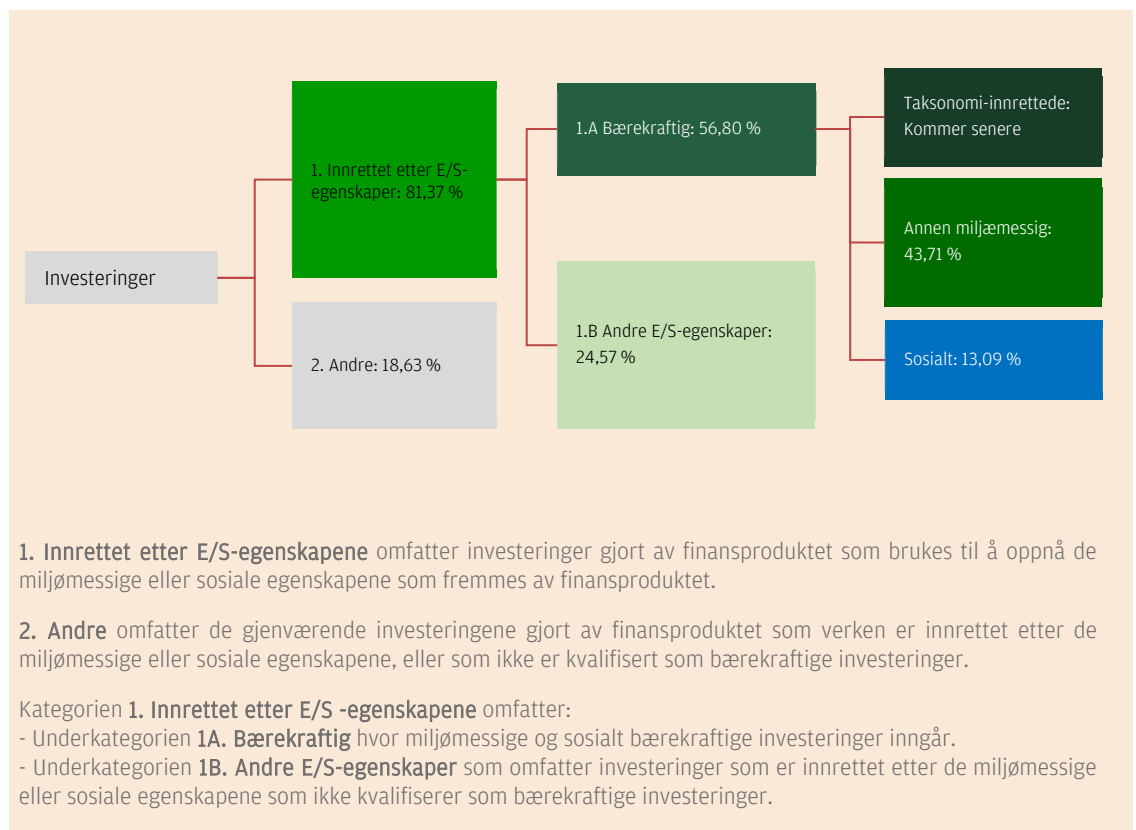 Investeringer
1. Innrettet etter E/S-
egenskaper: 81,37 %
2. Andre: 18,63 %
1.A Bærekraftig: 56,80 %
1.B Andre E/S-egenskaper:
24,57 %
Taksonomi-innrettede:
Kommer senere
Annen miljæmessig:
43,71 %
Sosialt: 13,09 %
1. Innrettet etter E/S-egenskapene omfatter investeringer gjort av finansproduktet som brukes til å oppnå de
miljømessige eller sosiale egenskapene som fremmes av finansproduktet.
2. Andre omfatter de gjenværende investeringene gjort av finansproduktet som verken er innrettet etter de
miljømessige eller sosiale egenskapene, eller som ikke er kvalifisert som bærekraftige investeringer.
Kategorien 1. Innrettet etter E/S -egenskapene omfatter:
- Underkategorien 1A. Bærekraftig hvor miljømessige og sosialt bærekraftige investeringer inngår.
- Underkategorien 1B. Andre E/S-egenskaper som omfatter investeringer som er innrettet etter de miljømessige
eller sosiale egenskapene som ikke kvalifiserer som bærekraftige investeringer.